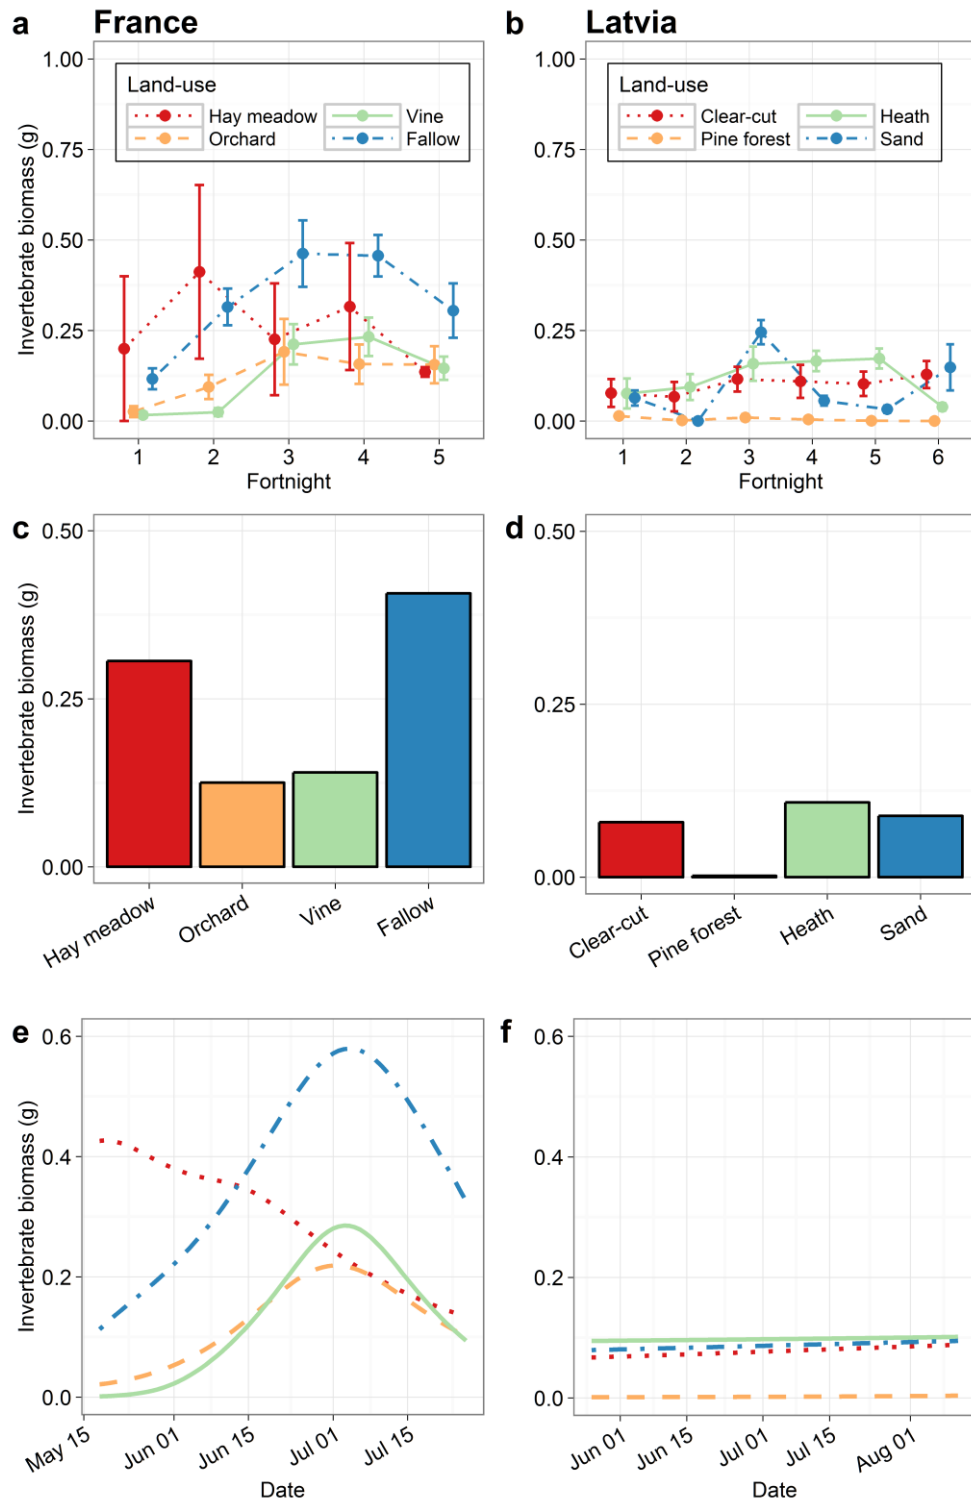 a France
Invertebrate biomass (g)
1.00
0.75
0.50
0.25
0.00
Land-use
Hay meadow
Vine
Orchard
Fallow
1 2 3 4 5
Fortnight
b Latvia
1.00
0.75
0.50
0.25
0.00
Land-use
Clear-cut
Heath
Pine forest
Sand
1 2 3 4 5 6
Fortnight
c
Invertebrate biomass (g)
0.50
0.25
0.00
Hay meadow
Orchard
Vine
Fallow
d
0.50
0.25
0.00
Clear-cut
Pine forest
Heath
Sand
e
Invertebrate biomass (g)
0.6
0.4
0.2
0.0
May 15
Jun 01
Jun 15
Jul 01
Jul 15
Date
f
0.6
0.4
0.2
0.0
Jun 01
Jun 15
Jul 01
Jul 15
Aug 01
Date